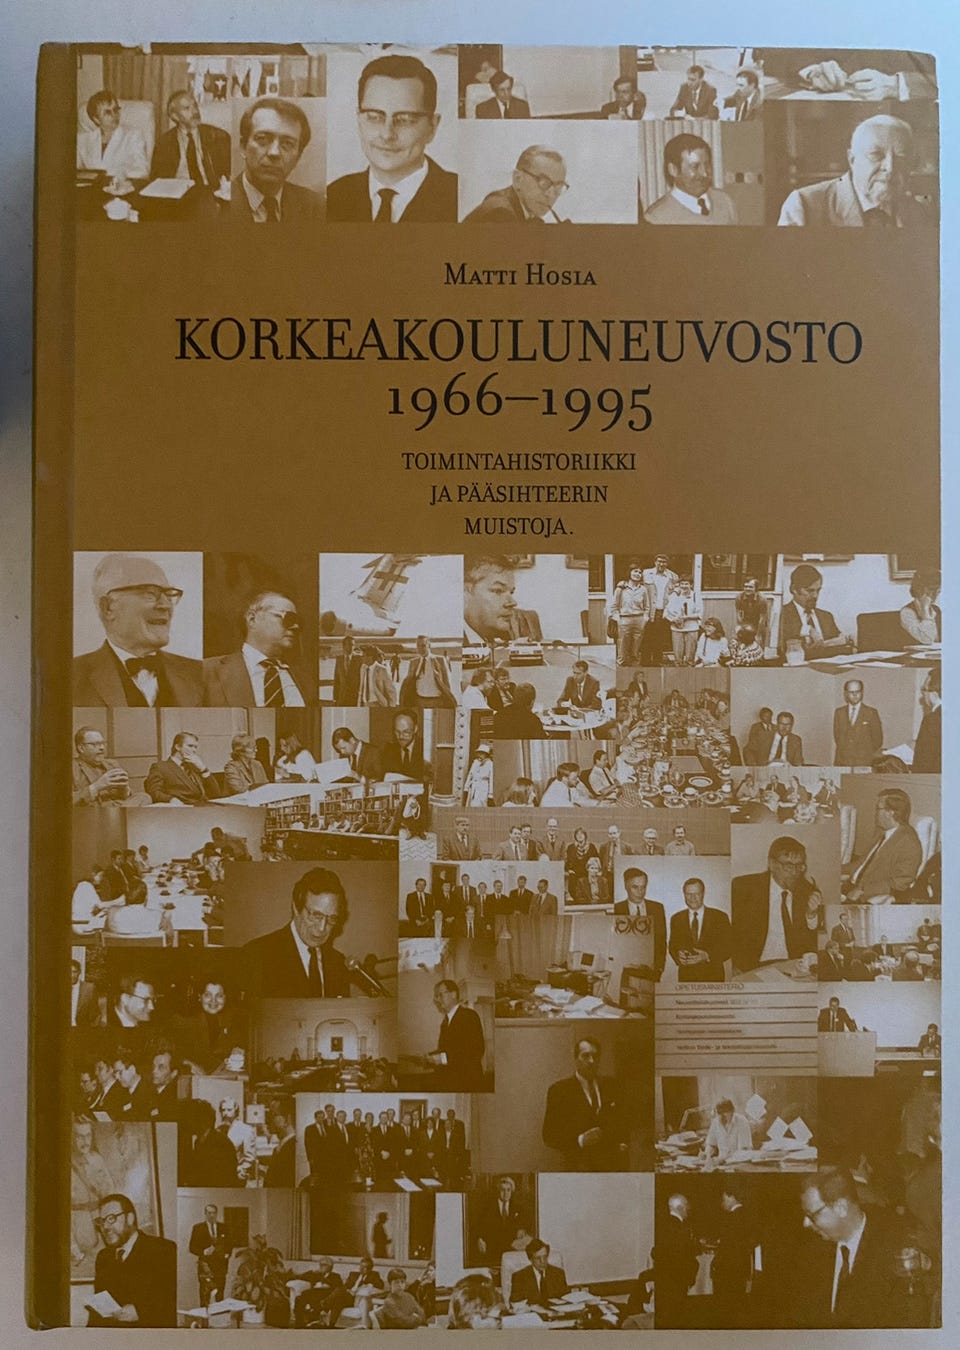 Matti Hosia
KORKEAKOULUNEUVOSTO
1966–1995
TOIMINTAHISTORIIKKI
JA PÄÄSIHTEERIN
MUISTOJA.
OPETUSMINISTERIÖ